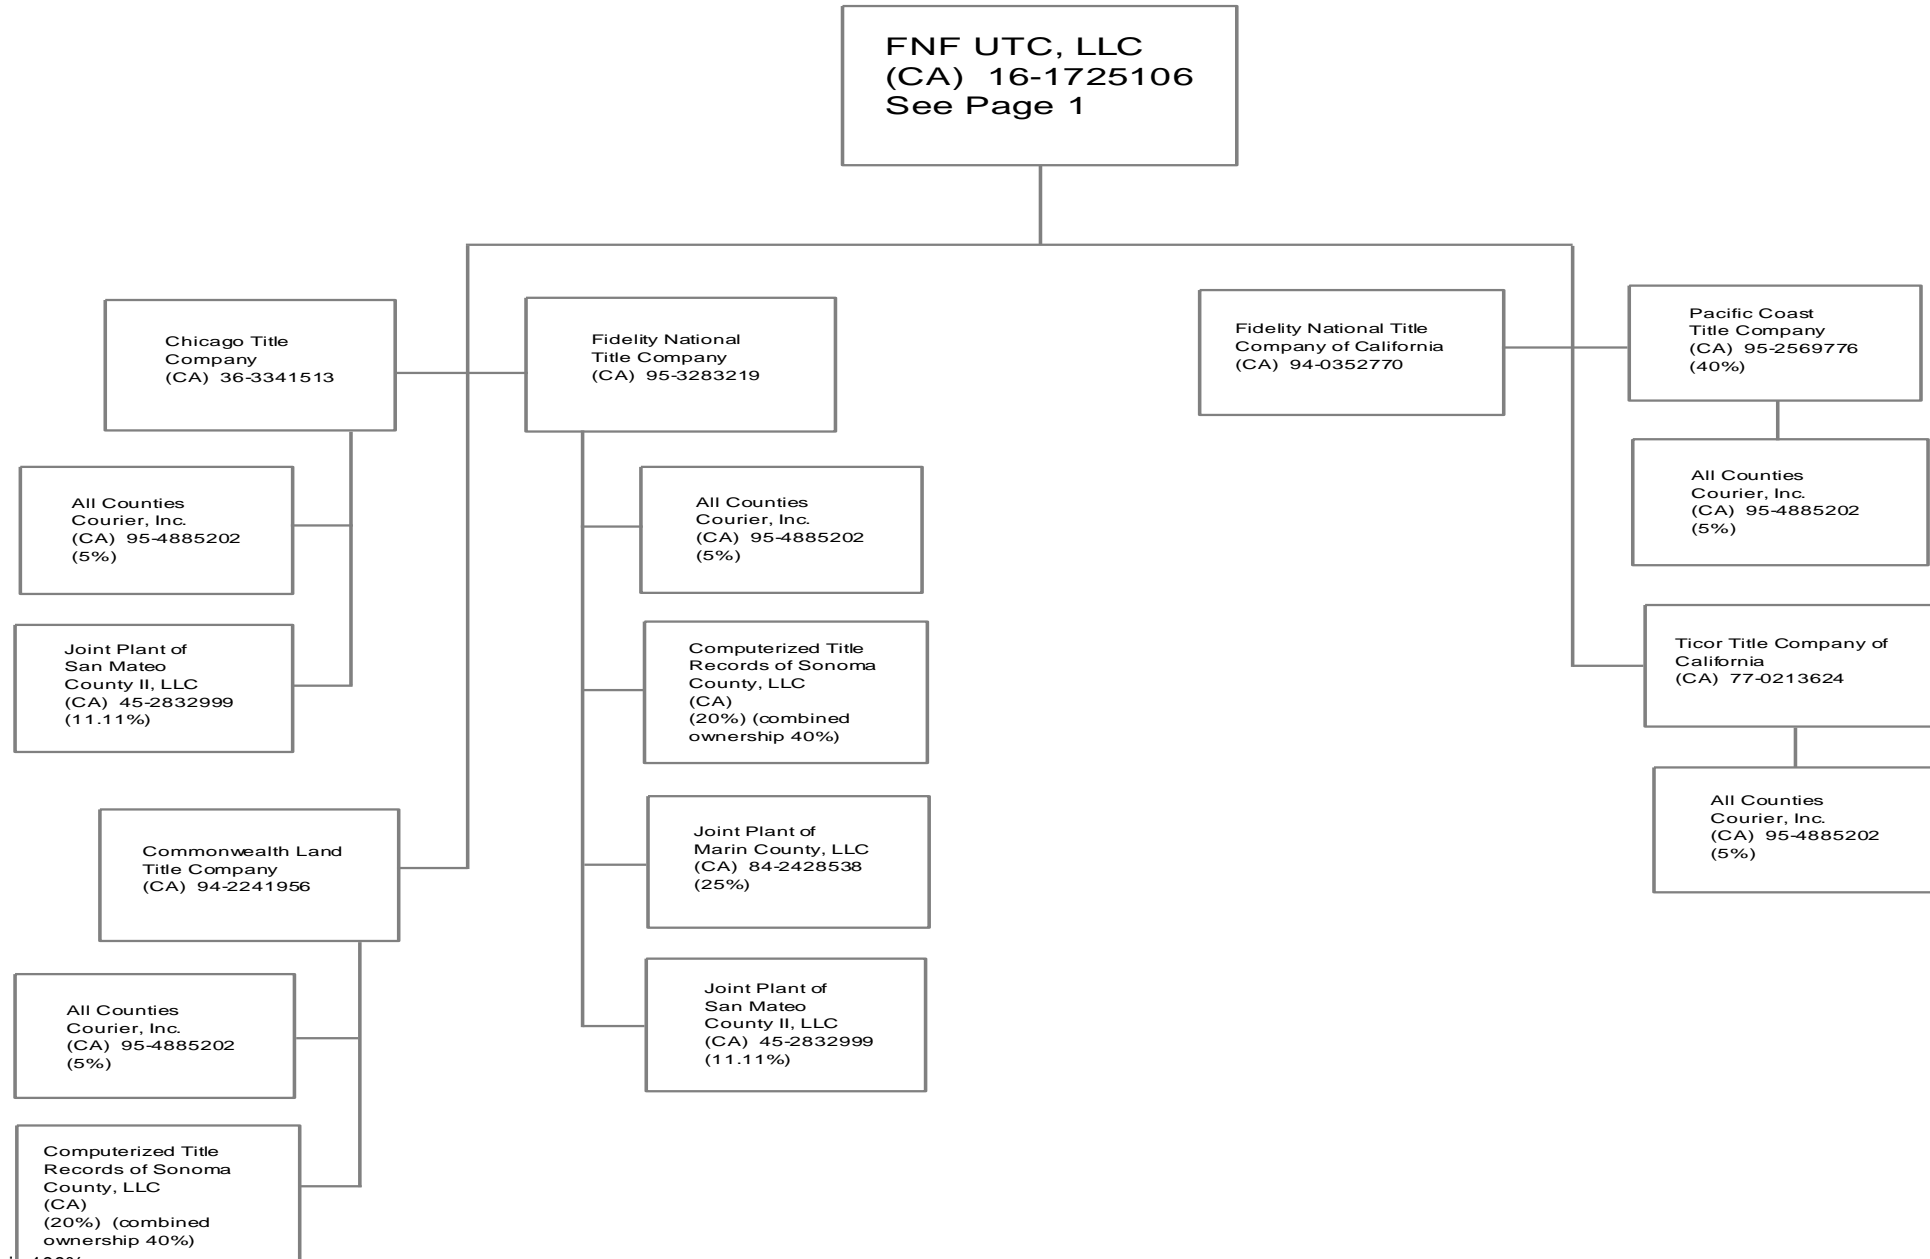 FNF UTC, LLC
(CA) 16-1725106
See Page 1
Chicago Title
Company
(CA) 36-3341513
Fidelity National
Title Company
(CA) 95-3283219
Fidelity National Title
Company of California
(CA) 94-0352770
Pacific Coast
Title Company
(CA) 95-2569776
(40%)
All Counties
Courier, Inc.
(CA) 95-4885202
(5%)
Joint Plant of
San Mateo
County II, LLC
(CA) 45-2832999
(11.11%)
All Counties
Courier, Inc.
(CA) 95-4885202
(5%)
Computerized Title
Records of Sonoma
County, LLC
(CA)
(20%) (combined
ownership 40%)
Joint Plant of
Marin County, LLC
(CA) 84-2428538
(25%)
Joint Plant of
San Mateo
County II, LLC
(CA) 45-2832999
(11.11%)
All Counties
Courier, Inc.
(CA) 95-4885202
(5%)
Ticor Title Company of
California
(CA) 77-0213624
All Counties
Courier, Inc.
(CA) 95-4885202
(5%)
Commonwealth Land
Title Company
(CA) 94-2241956
All Counties
Courier, Inc.
(CA) 95-4885202
(5%)
Computerized Title
Records of Sonoma
County, LLC
(CA)
(20%) (combined
ownership 40%)